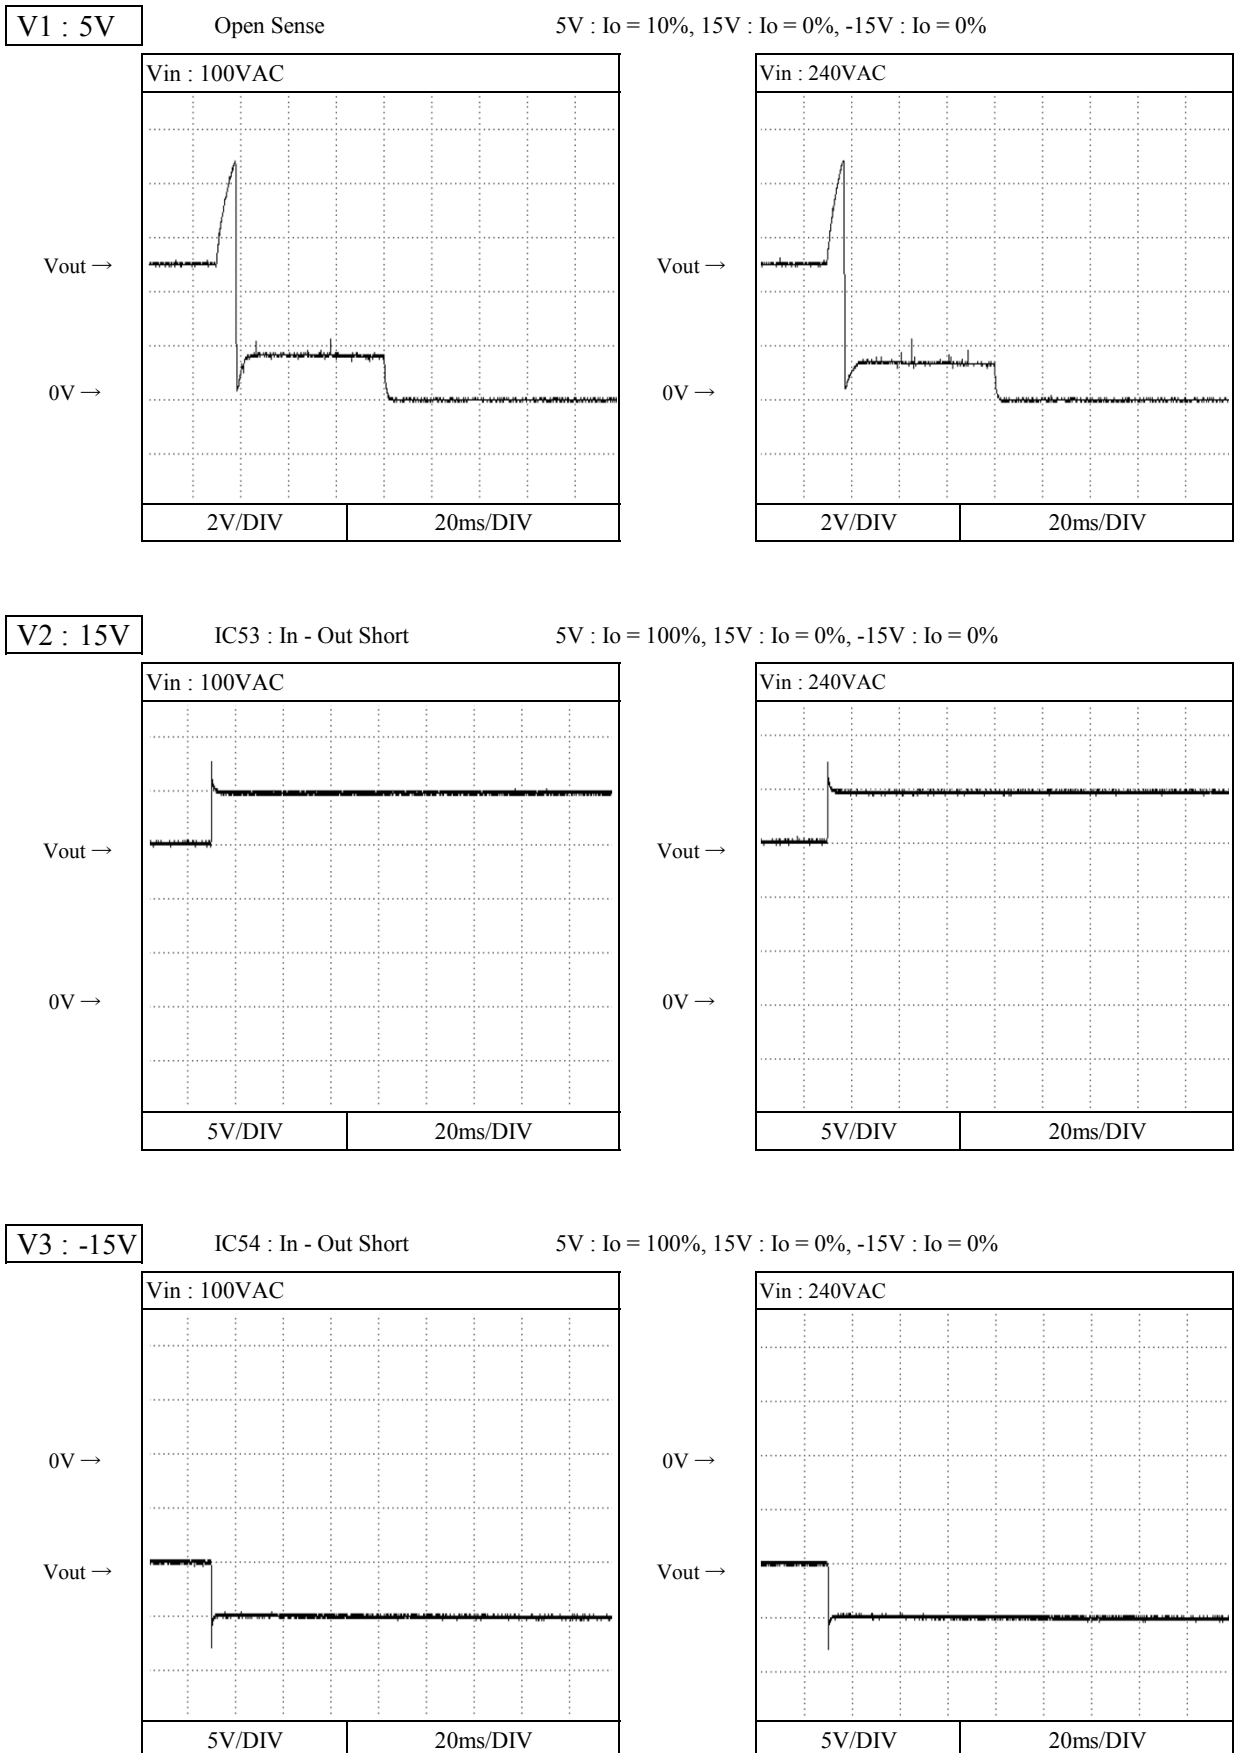 V1 : 5V Open Sense 5V : Io = 10%, 15V : Io = 0%, -15V : Io = 0%
Vin : 100VAC Vin : 240VAC
Vout → Vout →
0V → 0V →
2V/DIV 20ms/DIV 2V/DIV 20ms/DIV
V2 : 15V IC53 : In - Out Short 5V : Io = 100%, 15V : Io = 0%, -15V : Io = 0%
Vin : 100VAC Vin : 240VAC
Vout → Vout →
0V → 0V →
5V/DIV 20ms/DIV 5V/DIV 20ms/DIV
V3 : -15V IC54 : In - Out Short 5V : Io = 100%, 15V : Io = 0%, -15V : Io = 0%
Vin : 100VAC Vin : 240VAC
0V → 0V →
Vout → Vout →
5V/DIV 20ms/DIV 5V/DIV 20ms/DIV